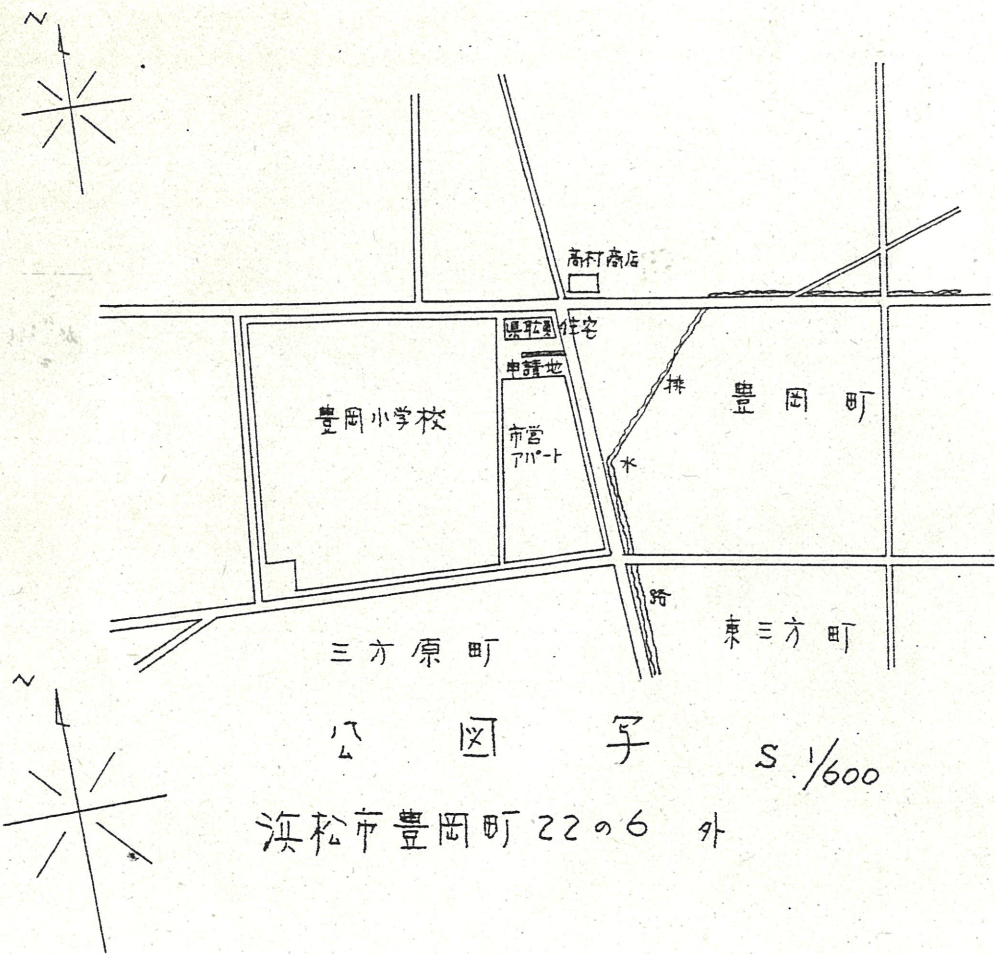 N
高村商店
県職員住宅
申請地
豊岡小学校
市営
アパート
排水路
豊岡町
三方原町
東三方町
N
公図写 S.1/600
浜松市豊岡町22の6 外